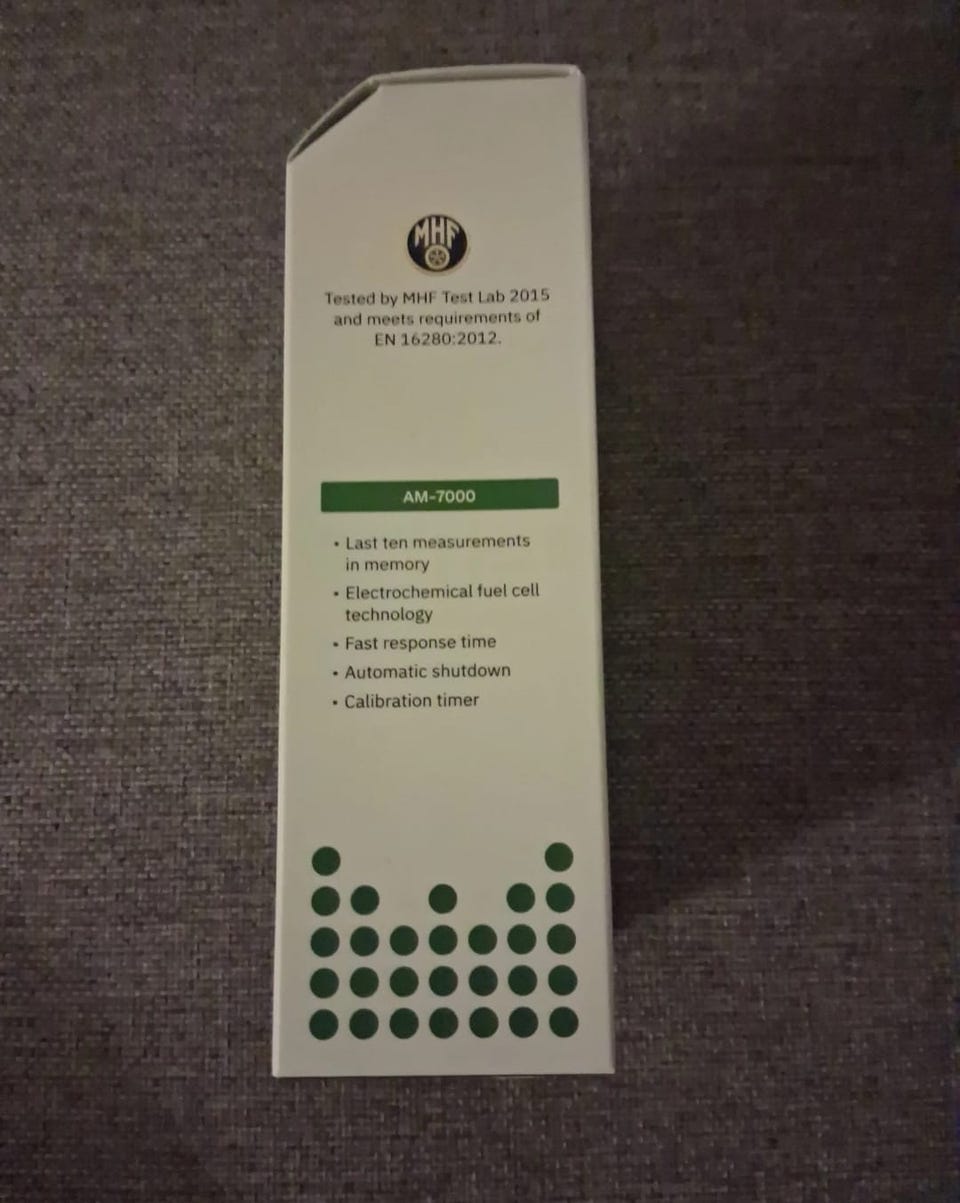 MHF
Tested by MHF Test Lab 2015
and meets requirements of
EN 16280:2012.
AM-7000
• Last ten measurements
in memory
• Electrochemical fuel cell
technology
• Fast response time
• Automatic shutdown
• Calibration timer